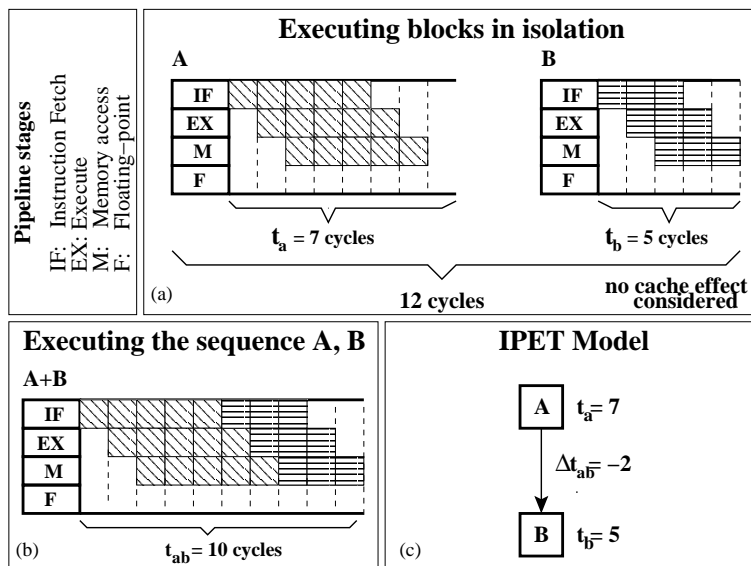 Pipeline stages
IF: Instruction Fetch
EX: Execute
M: Memory access
F: Floating-point
Executing blocks in isolation
A
IF
EX
M
F
t_a = 7 cycles
B
IF
EX
M
F
t_b = 5 cycles
12 cycles
no cache effect
considered
(a)
Executing the sequence A, B
A+B
IF
EX
M
F
t_ab = 10 cycles
(b)
IPET Model
A
t_a = 7
Δt_ab = -2
B
t_b = 5
(c)